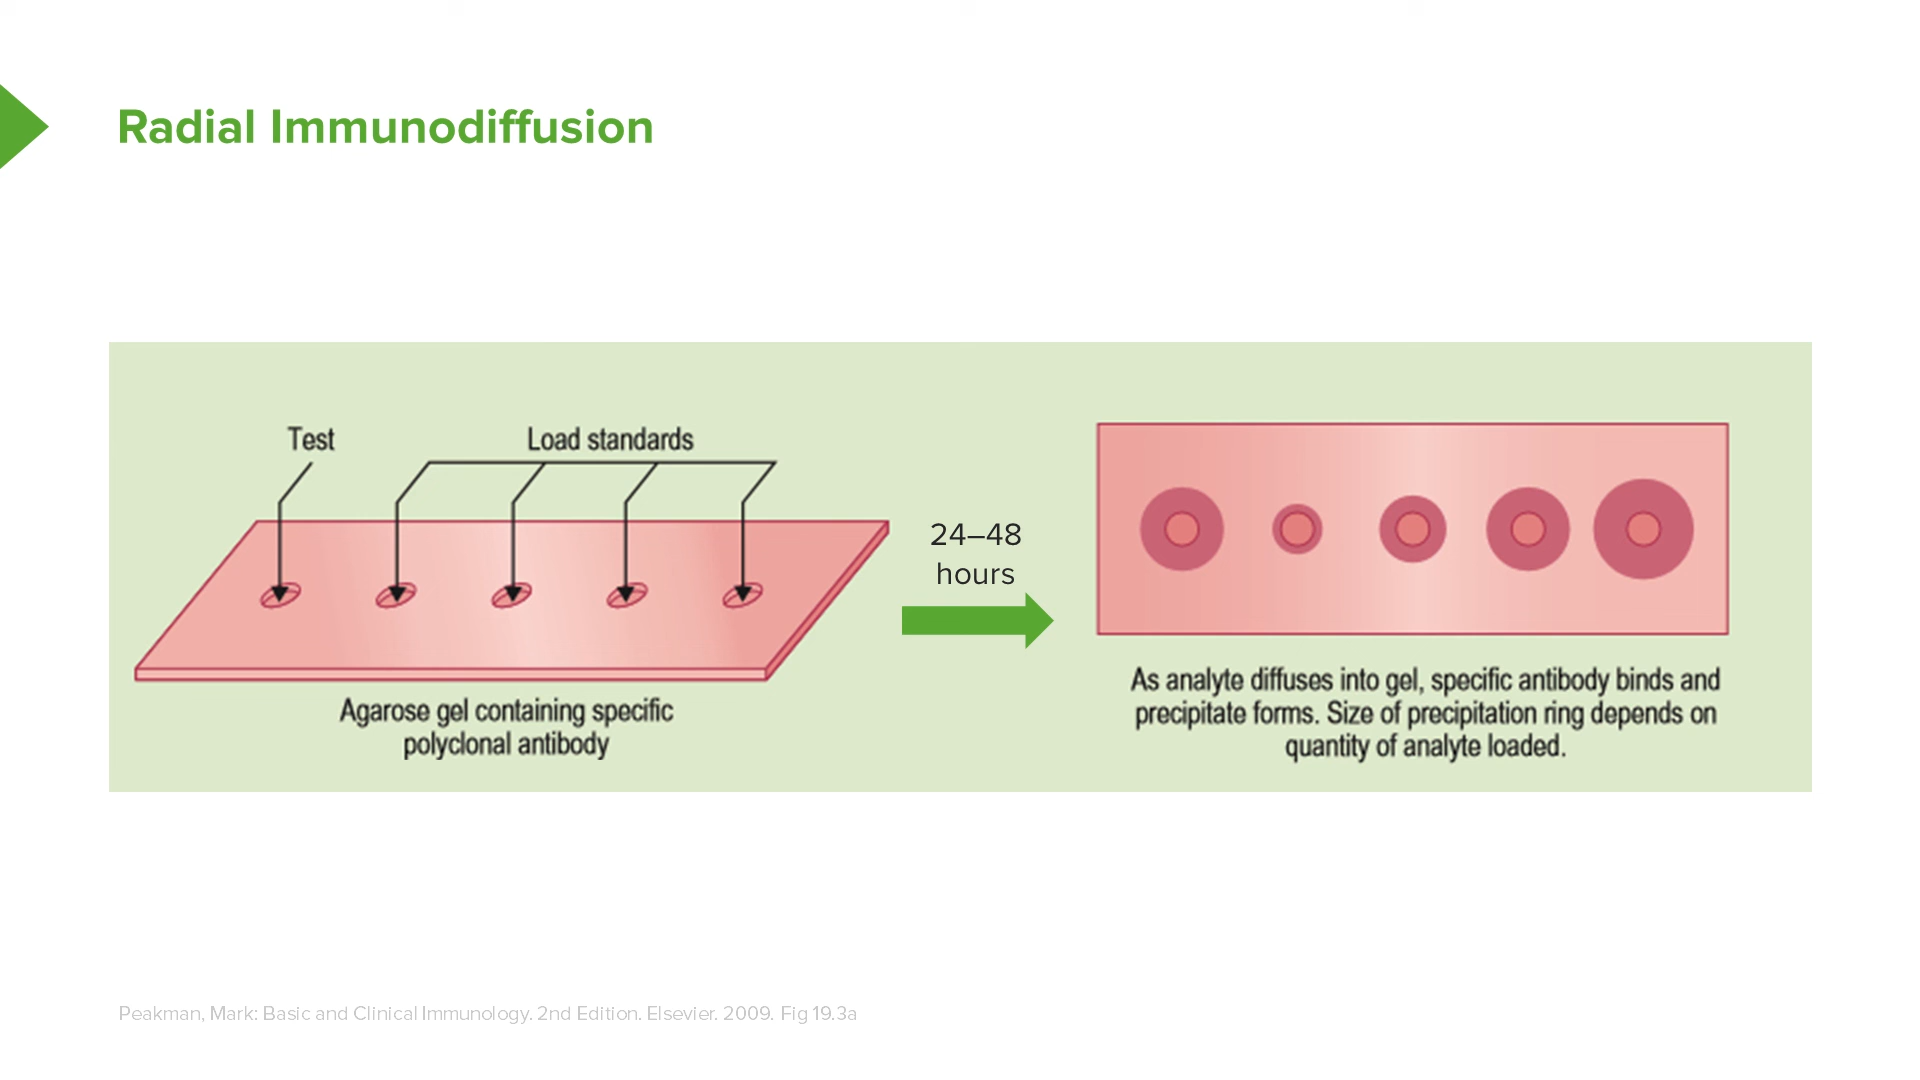 Radial Immunodiffusion
Test
Load standards
24–48
hours
Agarose gel containing specific
polyclonal antibody
As analyte diffuses into gel, specific antibody binds and
precipitate forms. Size of precipitation ring depends on
quantity of analyte loaded.
Peakman, Mark: Basic and Clinical Immunology. 2nd Edition. Elsevier. 2009. Fig 19.3a